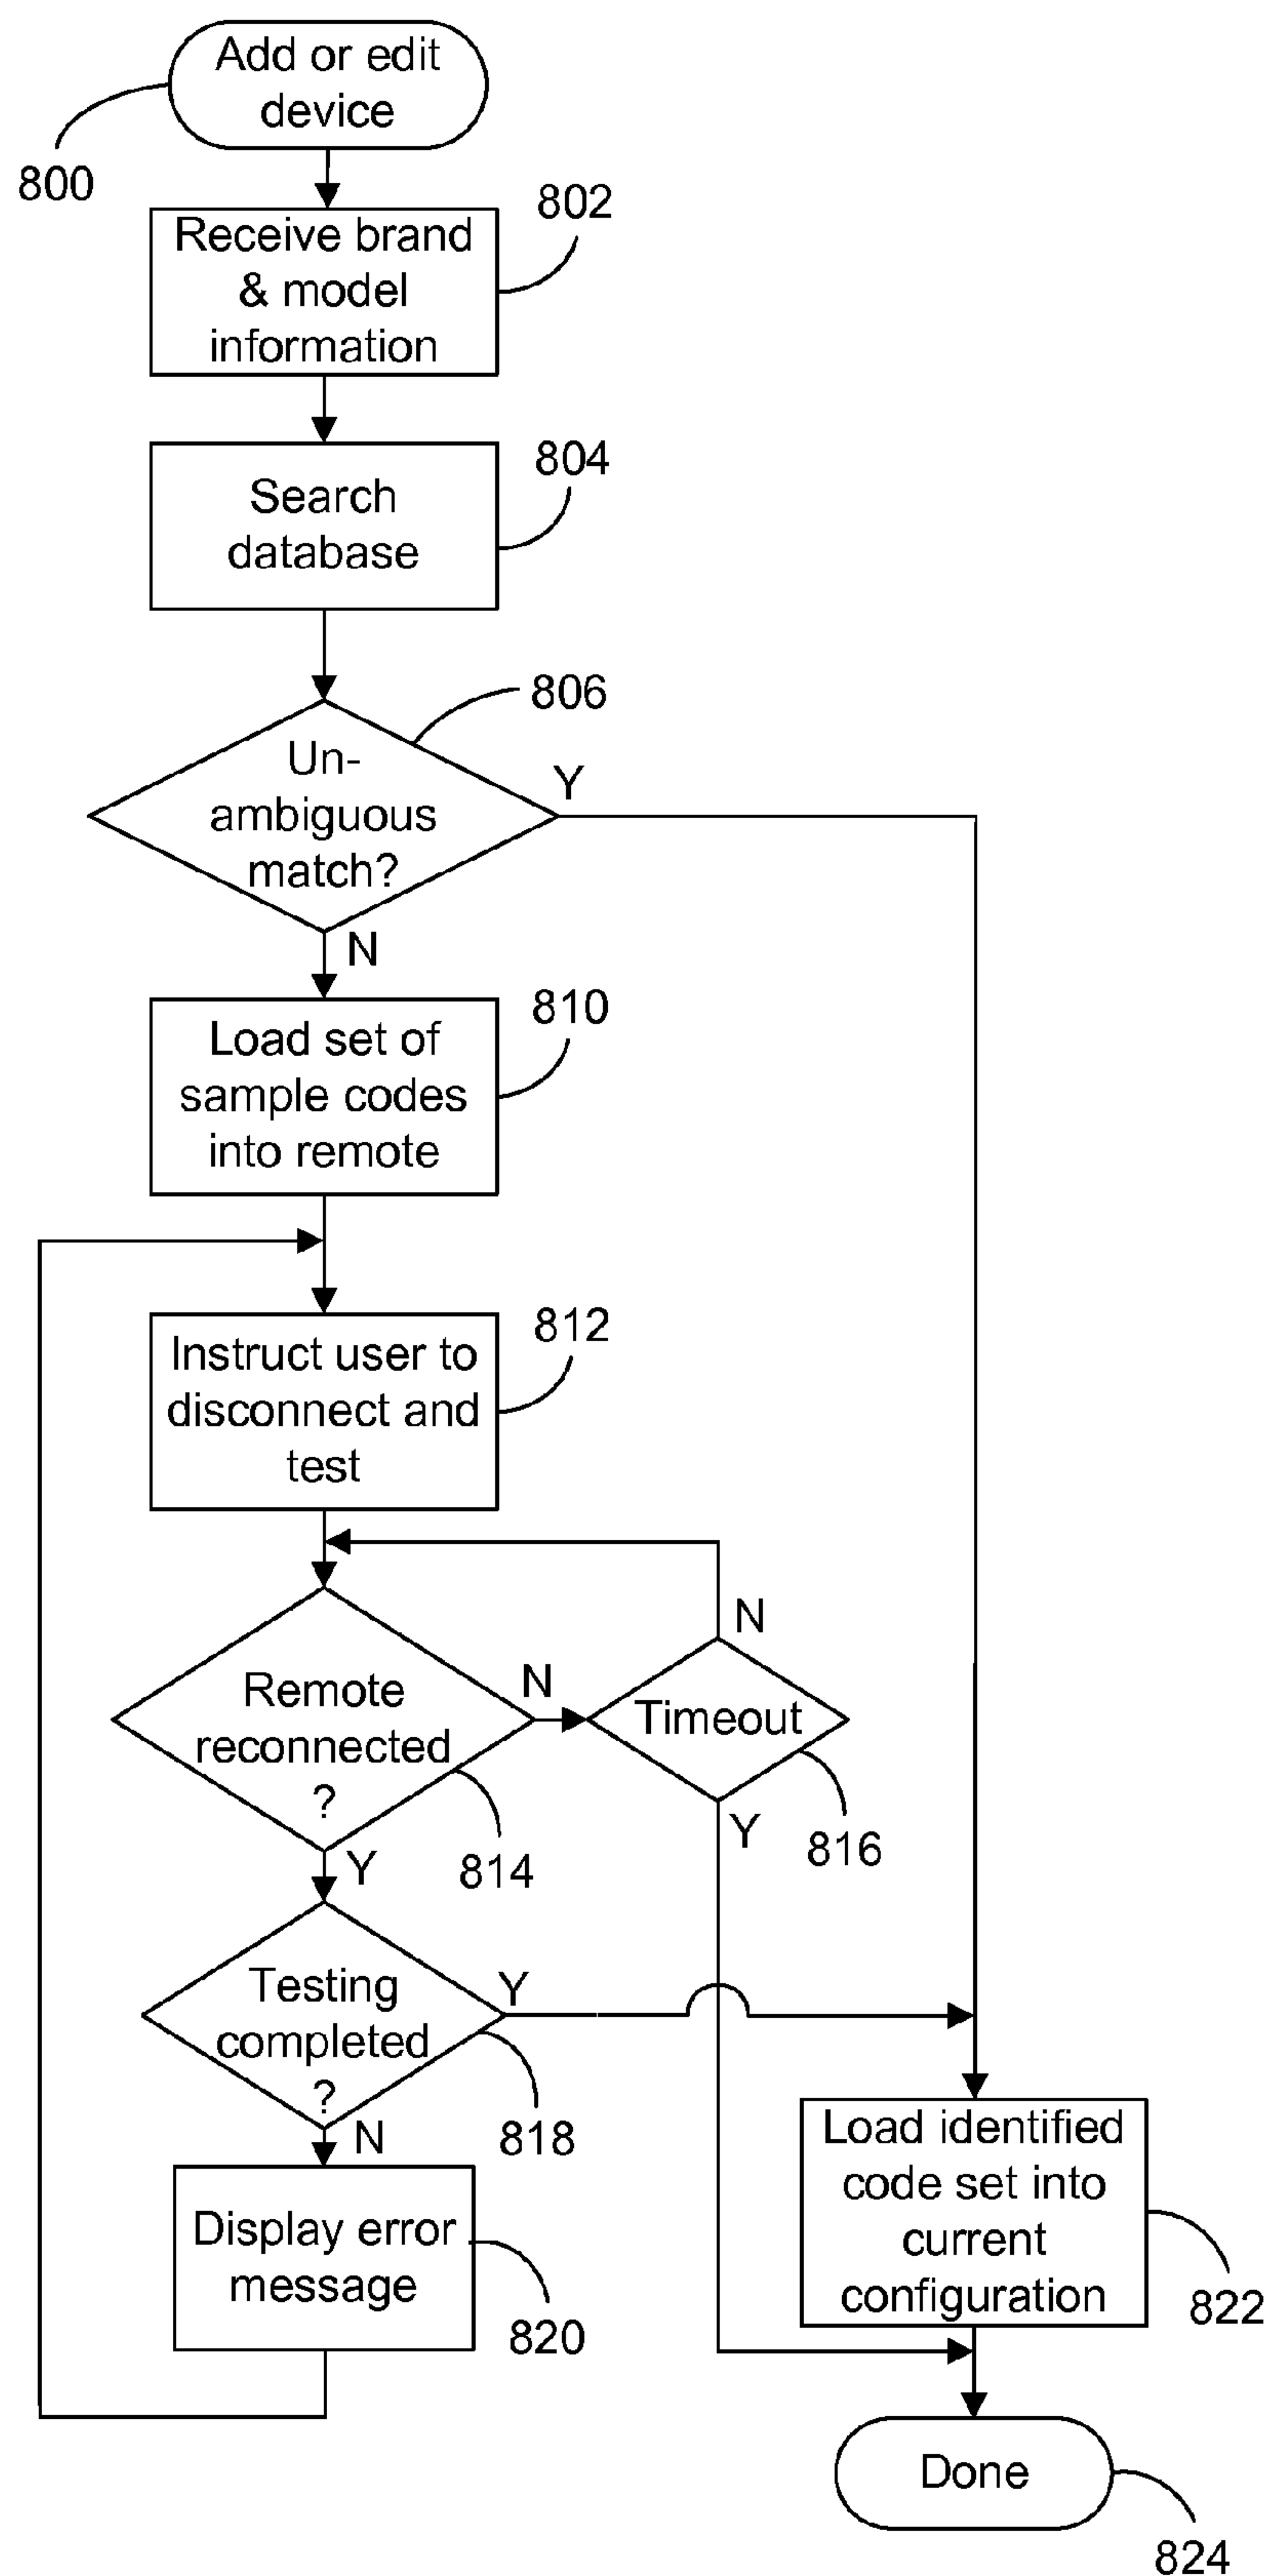 Add or edit
device
800
802
Receive brand
& model
information
804
Search
database
806
Un-
ambiguous
match?
Y
N
810
Load set of
sample codes
into remote
812
Instruct user to
disconnect and
test
N
Remote
reconnected
?
N
Timeout
Y
814
Y
816
Testing
completed
?
Y
N
818
Display error
message
820
Load identified
code set into
current
configuration
822
Done
824